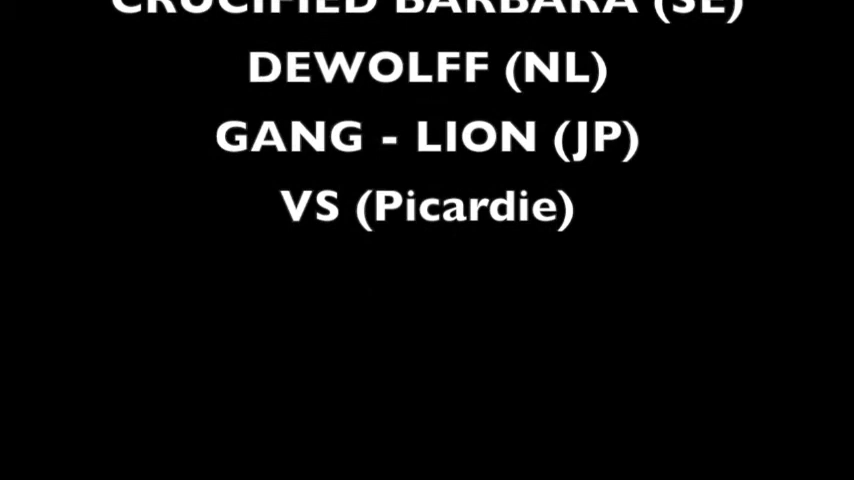 CRUCIFIED BARBARA (SE)
DEWOLFF (NL)
GANG - LION (JP)
VS (Picardie)